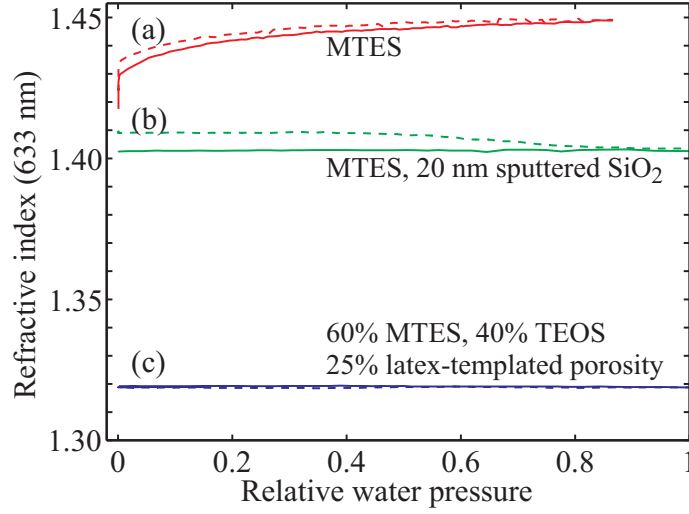 1.45
1.40
1.35
1.30
Refractive index (633 nm)
(a)
MTES
(b)
MTES, 20 nm sputtered SiO₂
60% MTES, 40% TEOS
(c)
25% latex-templated porosity
0
0.2
0.4
0.6
0.8
1
Relative water pressure